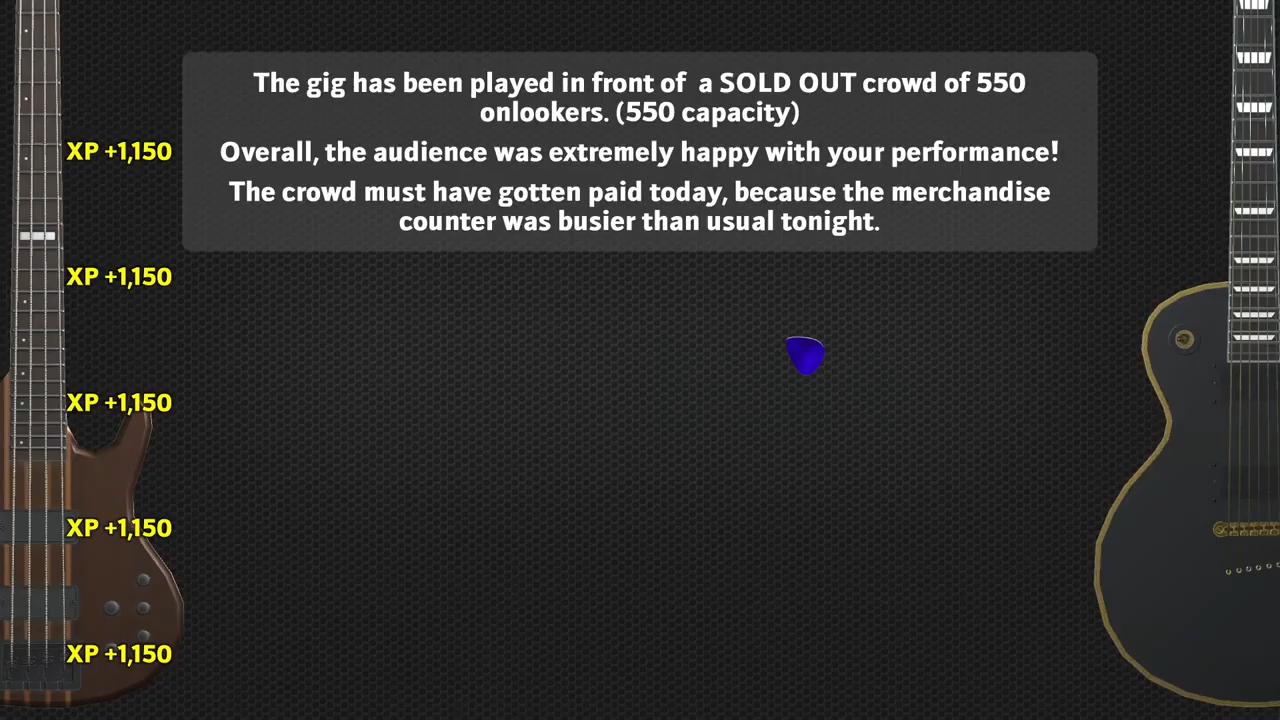 The gig has been played in front of  a SOLD OUT crowd of 550
onlookers. (550 capacity)
XP +1,150
Overall, the audience was extremely happy with your performance!
The crowd must have gotten paid today, because the merchandise
counter was busier than usual tonight.
XP +1,150
XP +1,150
XP +1,150
XP +1,150